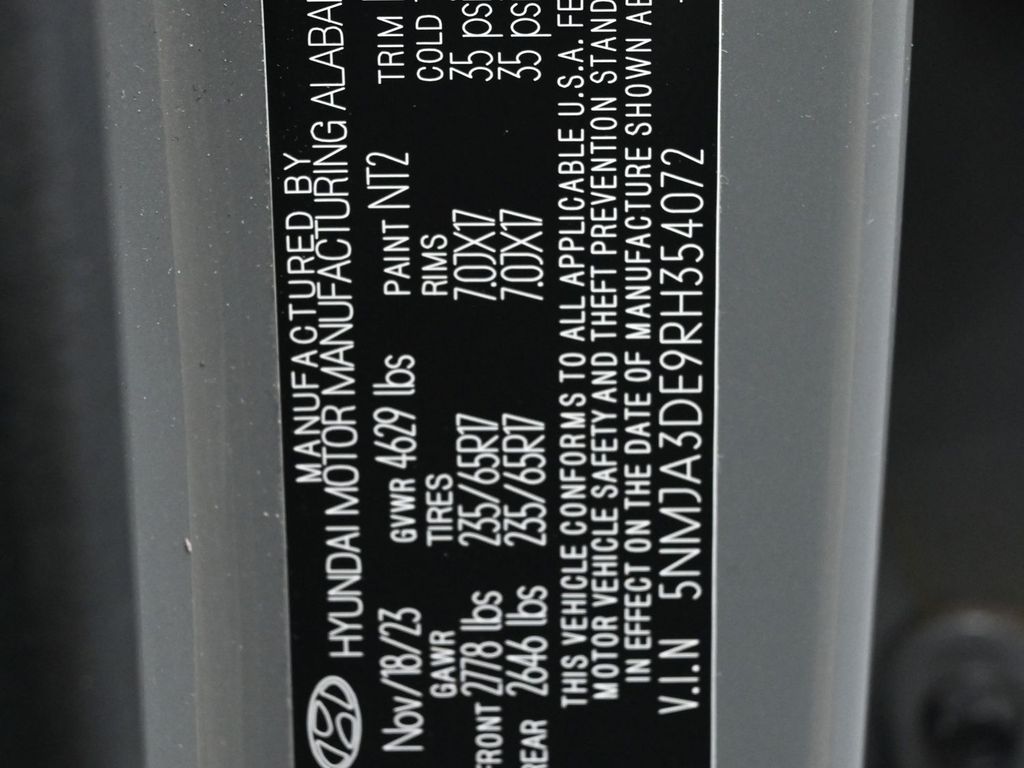 MANUFACTURED BY
HYUNDAI MOTOR MANUFACTURING ALABA
Nov/18/23 GVWR 4629 lbs PAINT NT2 TRIM
GAWR TIRES RIMS COLD
FRONT 2778 lbs 235/65R17 7.0JX17 35 psi
REAR 2646 lbs 235/65R17 7.0JX17 35 psi
THIS VEHICLE CONFORMS TO ALL APPLICABLE U.S.A. FE
MOTOR VEHICLE SAFETY AND THEFT PREVENTION STAND
IN EFFECT ON THE DATE OF MANUFACTURE SHOWN AB
V.I.N 5NMJA3DE9RH354072